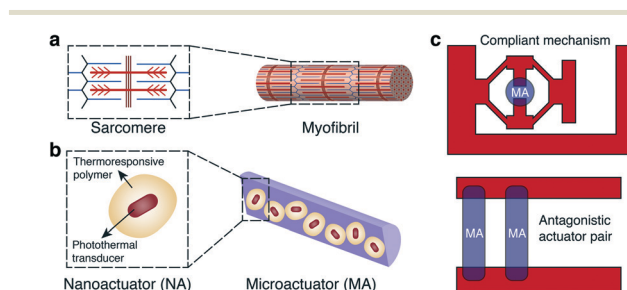 a
Sarcomere
Myofibril
b
Thermoresponsive
polymer
Photothermal
transducer
Nanoactuator (NA)
Microactuator (MA)
c
Compliant mechanism
MA
MA
MA
Antagonistic
actuator pair